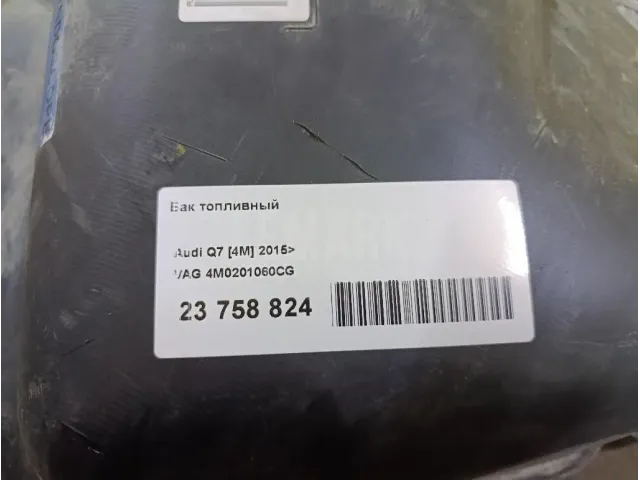 Бак топливный
Audi Q7 [4M] 2015>
VAG 4M0201060CG
23 758 824